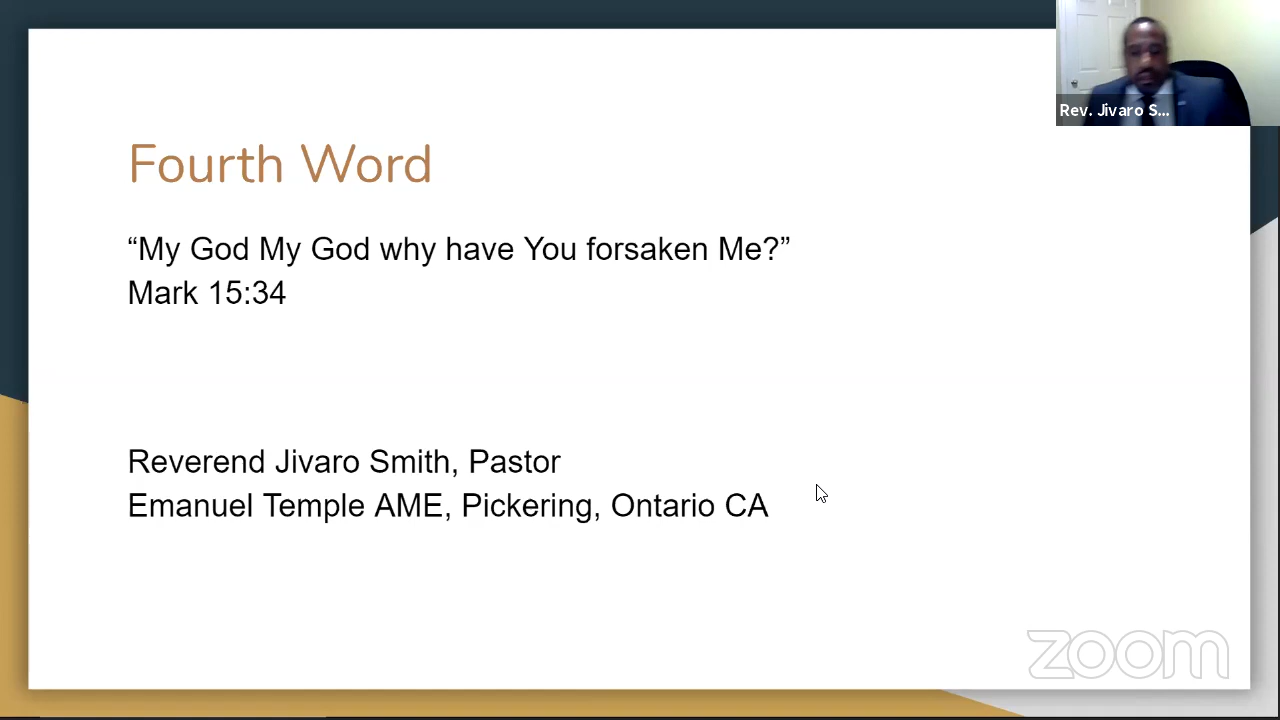 Rev. Jivaro S...
Fourth Word
“My God My God why have You forsaken Me?”
Mark 15:34
Reverend Jivaro Smith, Pastor
Emanuel Temple AME, Pickering, Ontario CA
zoom